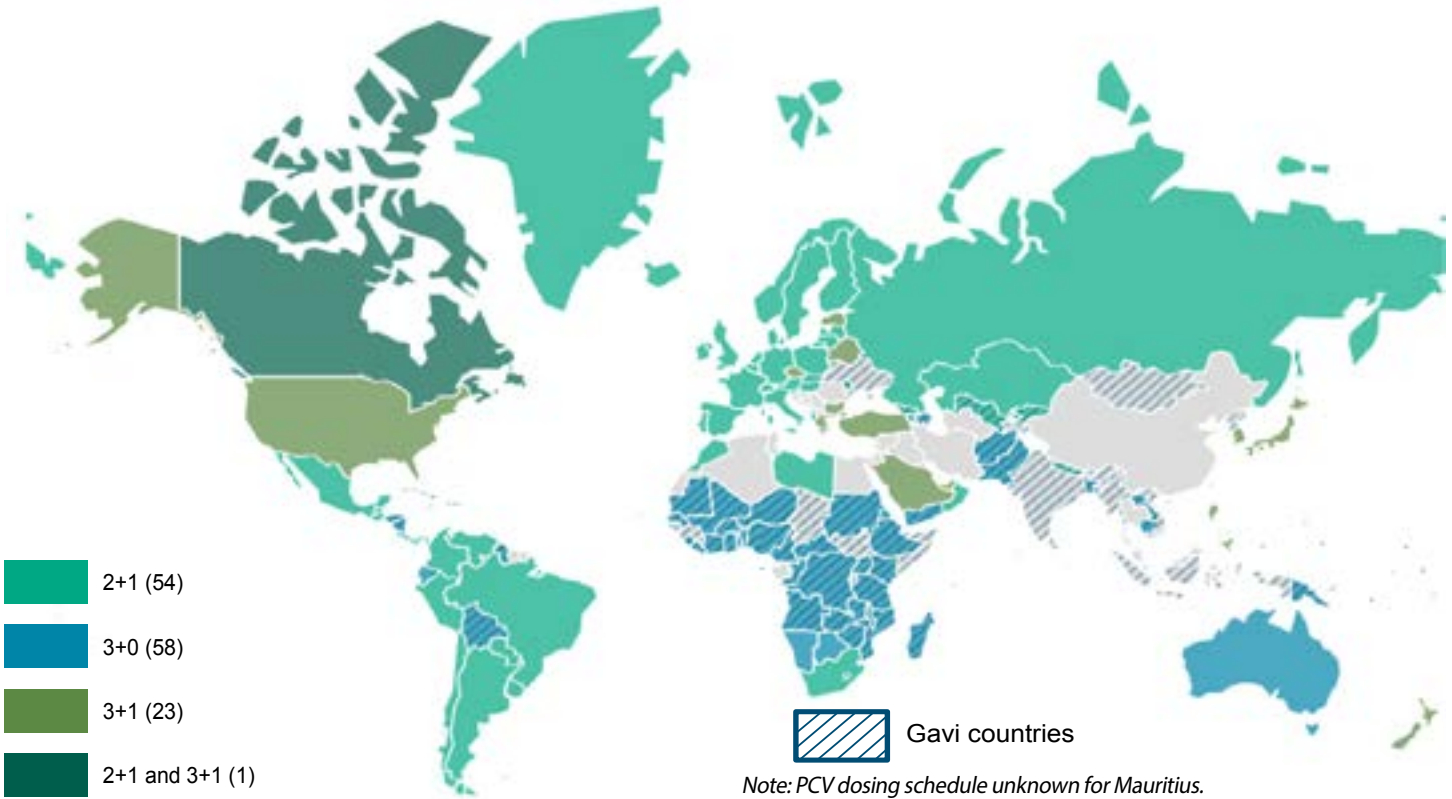 2+1 (54)
3+0 (58)
3+1 (23)
2+1 and 3+1 (1)
Gavi countries
Note: PCV dosing schedule unknown for Mauritius.